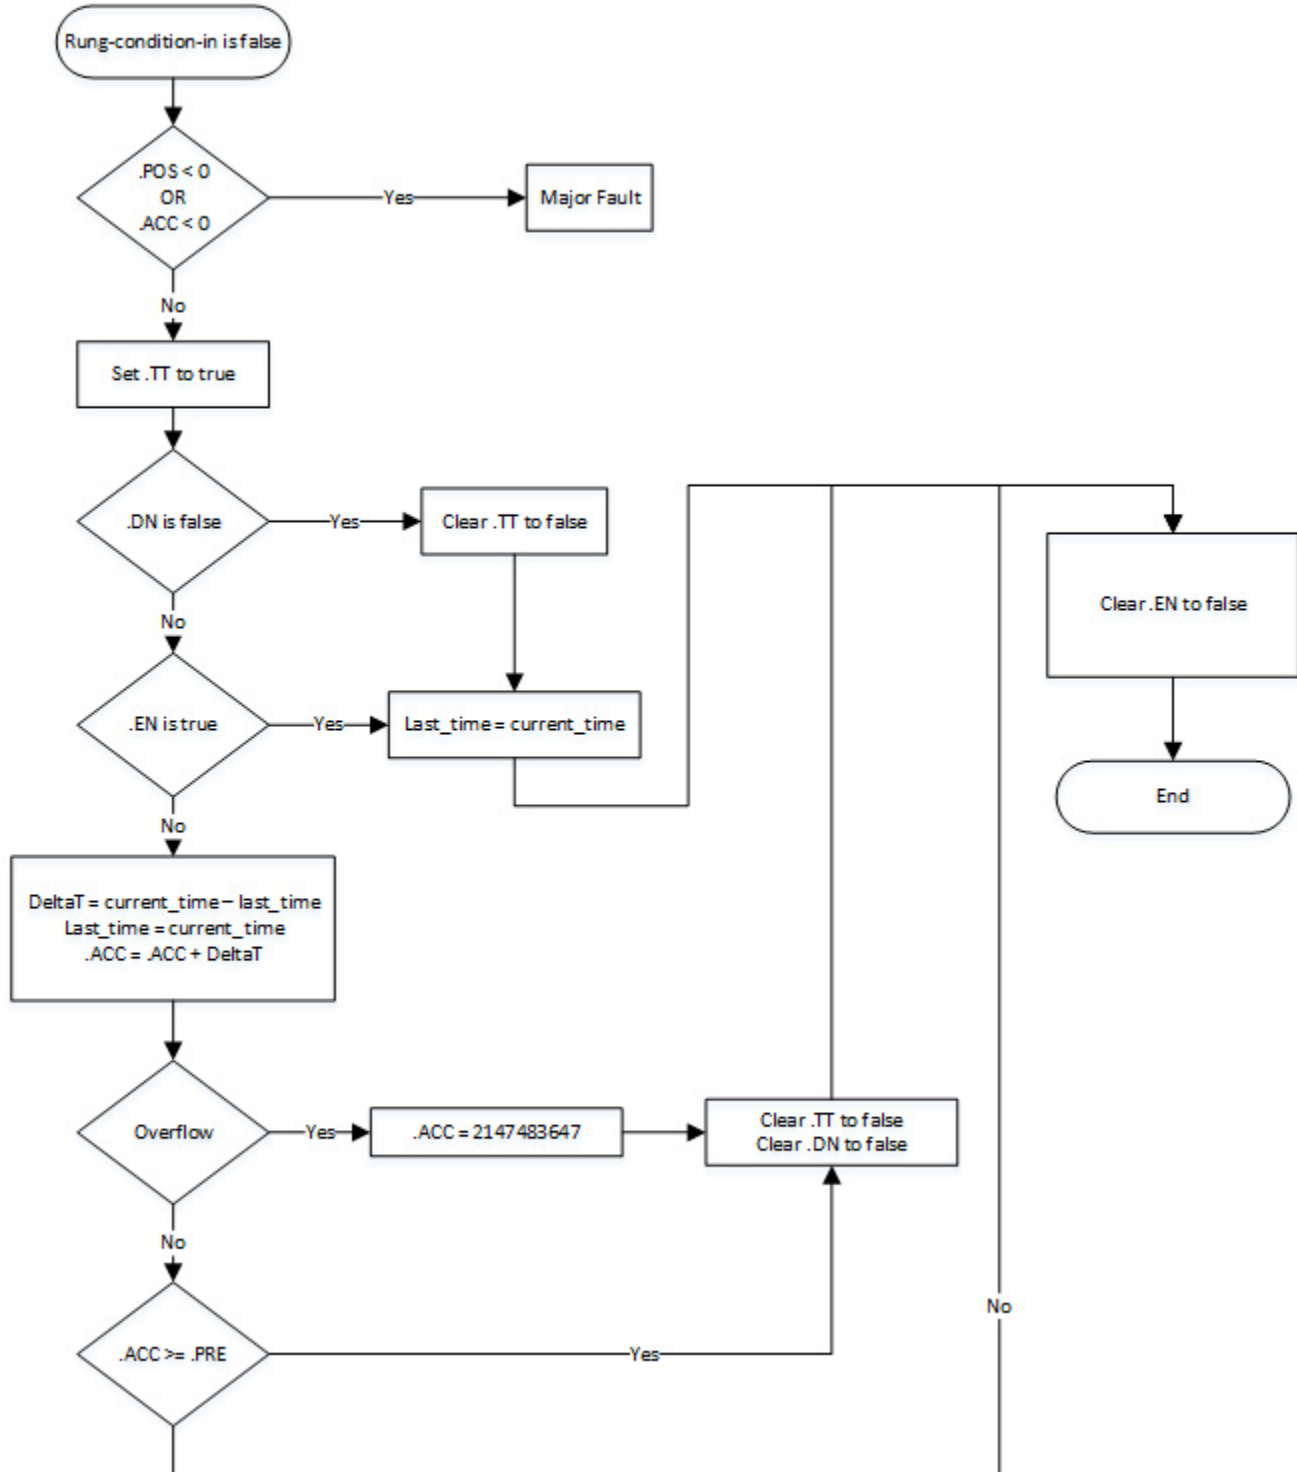 Rung-condition-in is false
.POS < 0
OR
.ACC < 0
Yes
Major Fault
No
Set .TT to true
.DN is false
Yes
Clear .TT to false
No
.EN is true
Yes
Last_time = current_time
Clear .EN to false
End
No
DeltaT = current_time – last_time
Last_time = current_time
.ACC = .ACC + DeltaT
Overflow
Yes
.ACC = 2147483647
Clear .TT to false
Clear .DN to false
No
.ACC >= .PRE
Yes
No